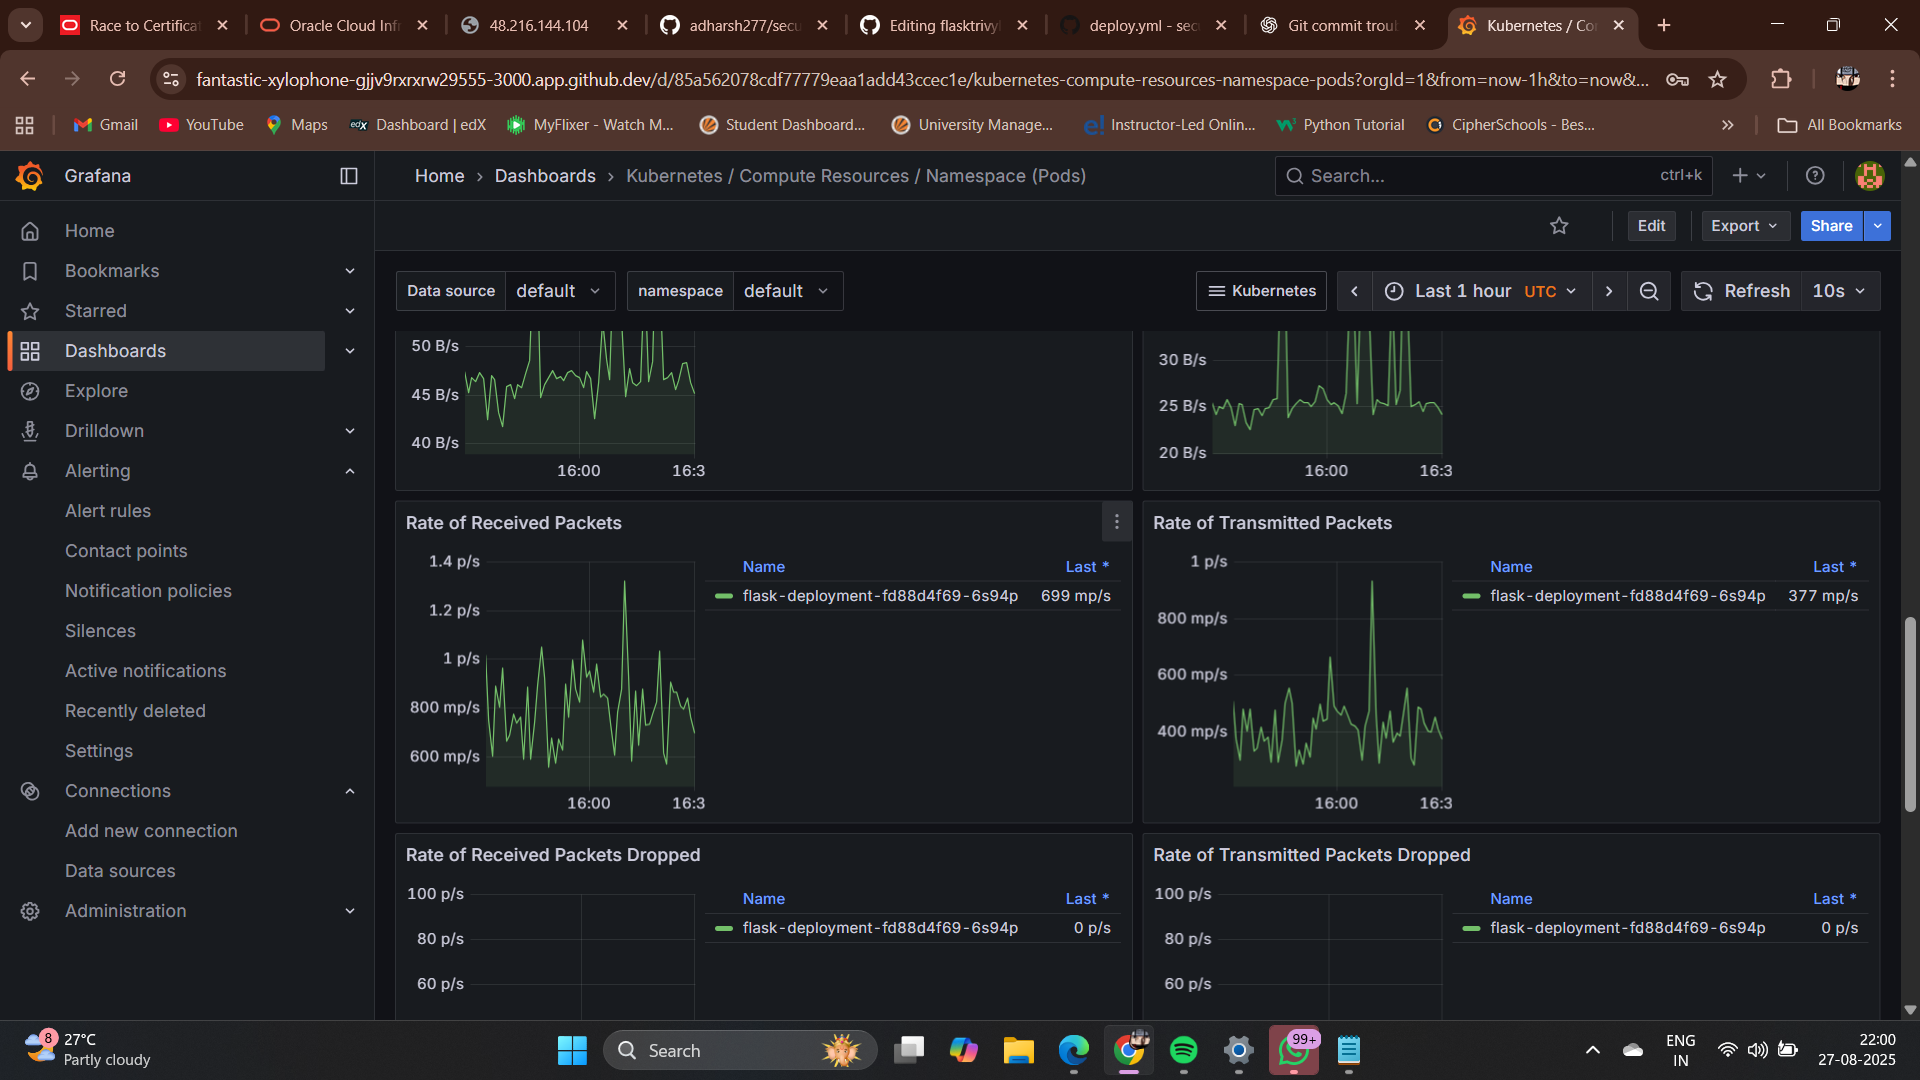 Race to Certificat
Oracle Cloud Infr
48.216.144.104
adharsh277/secu
Editing flasktrivyk
deploy.yml - sec
Git commit troub
Kubernetes / Co
fantastic-xylophone-gjjv9rxrxrw29555-3000.app.github.dev/d/85a562078cdf77779eaa1add43ccec1e/kubernetes-compute-resources-namespace-pods?orgId=1&from=now-1h&to=now&...
Gmail
YouTube
Maps
edX Dashboard | edX
MyFlixer - Watch M...
Student Dashboard...
University Manage...
e! Instructor-Led Onlin...
Python Tutorial
CipherSchools - Bes...
All Bookmarks
Grafana
Home › Dashboards › Kubernetes / Compute Resources / Namespace (Pods)
Search... ctrl+k
Edit
Export
Share
Home
Bookmarks
Starred
Dashboards
Explore
Drilldown
Alerting
Alert rules
Contact points
Notification policies
Silences
Active notifications
Recently deleted
Settings
Connections
Add new connection
Data sources
Administration
Data source default
namespace default
Kubernetes
Last 1 hour UTC
Refresh 10s
50 B/s
45 B/s
40 B/s
16:00 16:3
30 B/s
25 B/s
20 B/s
16:00 16:3
Rate of Received Packets
1.4 p/s
1.2 p/s
1 p/s
800 mp/s
600 mp/s
16:00 16:3
Name Last *
flask-deployment-fd88d4f69-6s94p 699 mp/s
Rate of Transmitted Packets
1 p/s
800 mp/s
600 mp/s
400 mp/s
16:00 16:3
Name Last *
flask-deployment-fd88d4f69-6s94p 377 mp/s
Rate of Received Packets Dropped
100 p/s
80 p/s
60 p/s
Name Last *
flask-deployment-fd88d4f69-6s94p 0 p/s
Rate of Transmitted Packets Dropped
100 p/s
80 p/s
60 p/s
Name Last *
flask-deployment-fd88d4f69-6s94p 0 p/s
8
27°C
Partly cloudy
Search
99+
ENG
IN
22:00
27-08-2025